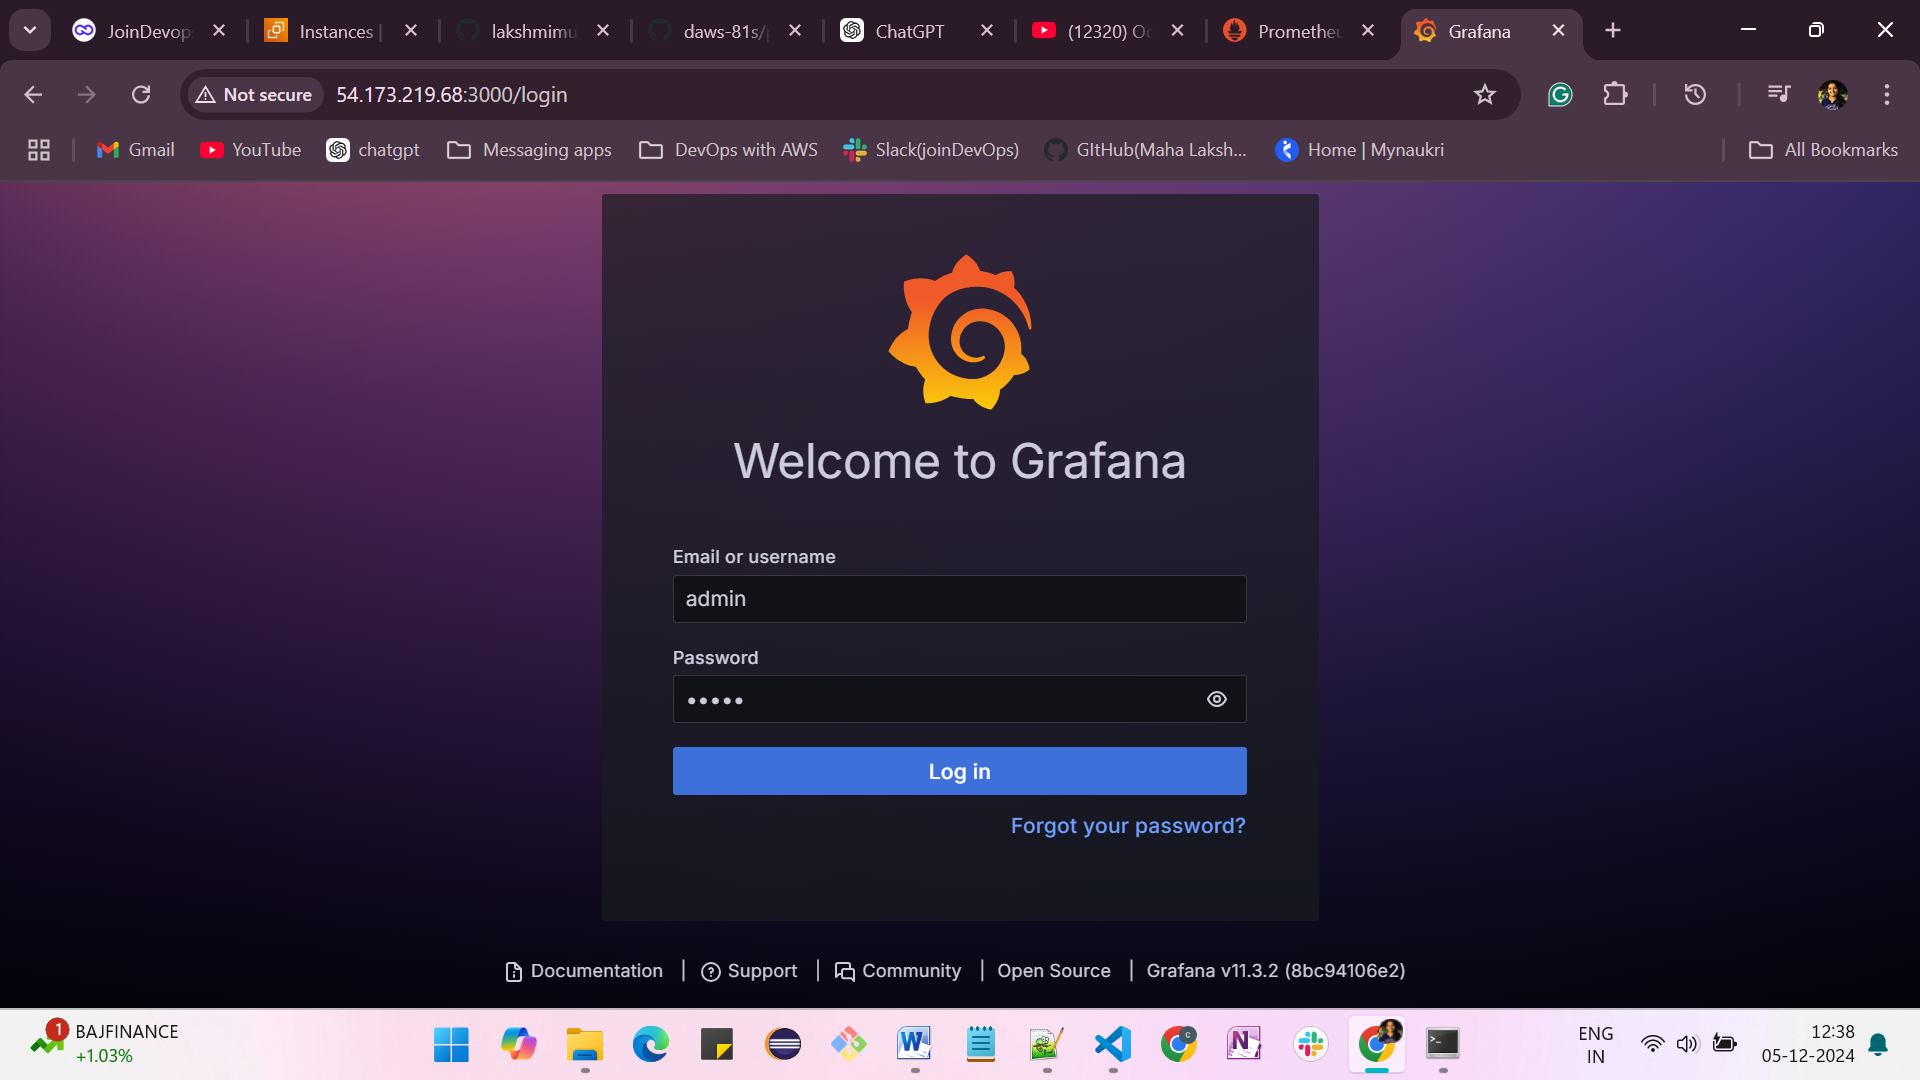 JoinDevop
Instances |
lakshmimu
daws-81s/
ChatGPT
(12320)
Prometheu
Grafana
Not secure
54.173.219.68:3000/login
Gmail
YouTube
chatgpt
Messaging apps
DevOps with AWS
Slack(joinDevOps)
GItHub(Maha Laksh...
Home | Mynaukri
All Bookmarks
Welcome to Grafana
Email or username
admin
Password
•••••
Log in
Forgot your password?
Documentation | Support | Community | Open Source | Grafana v11.3.2 (8bc94106e2)
1
BAJFINANCE
+1.03%
ENG
IN
12:38
05-12-2024